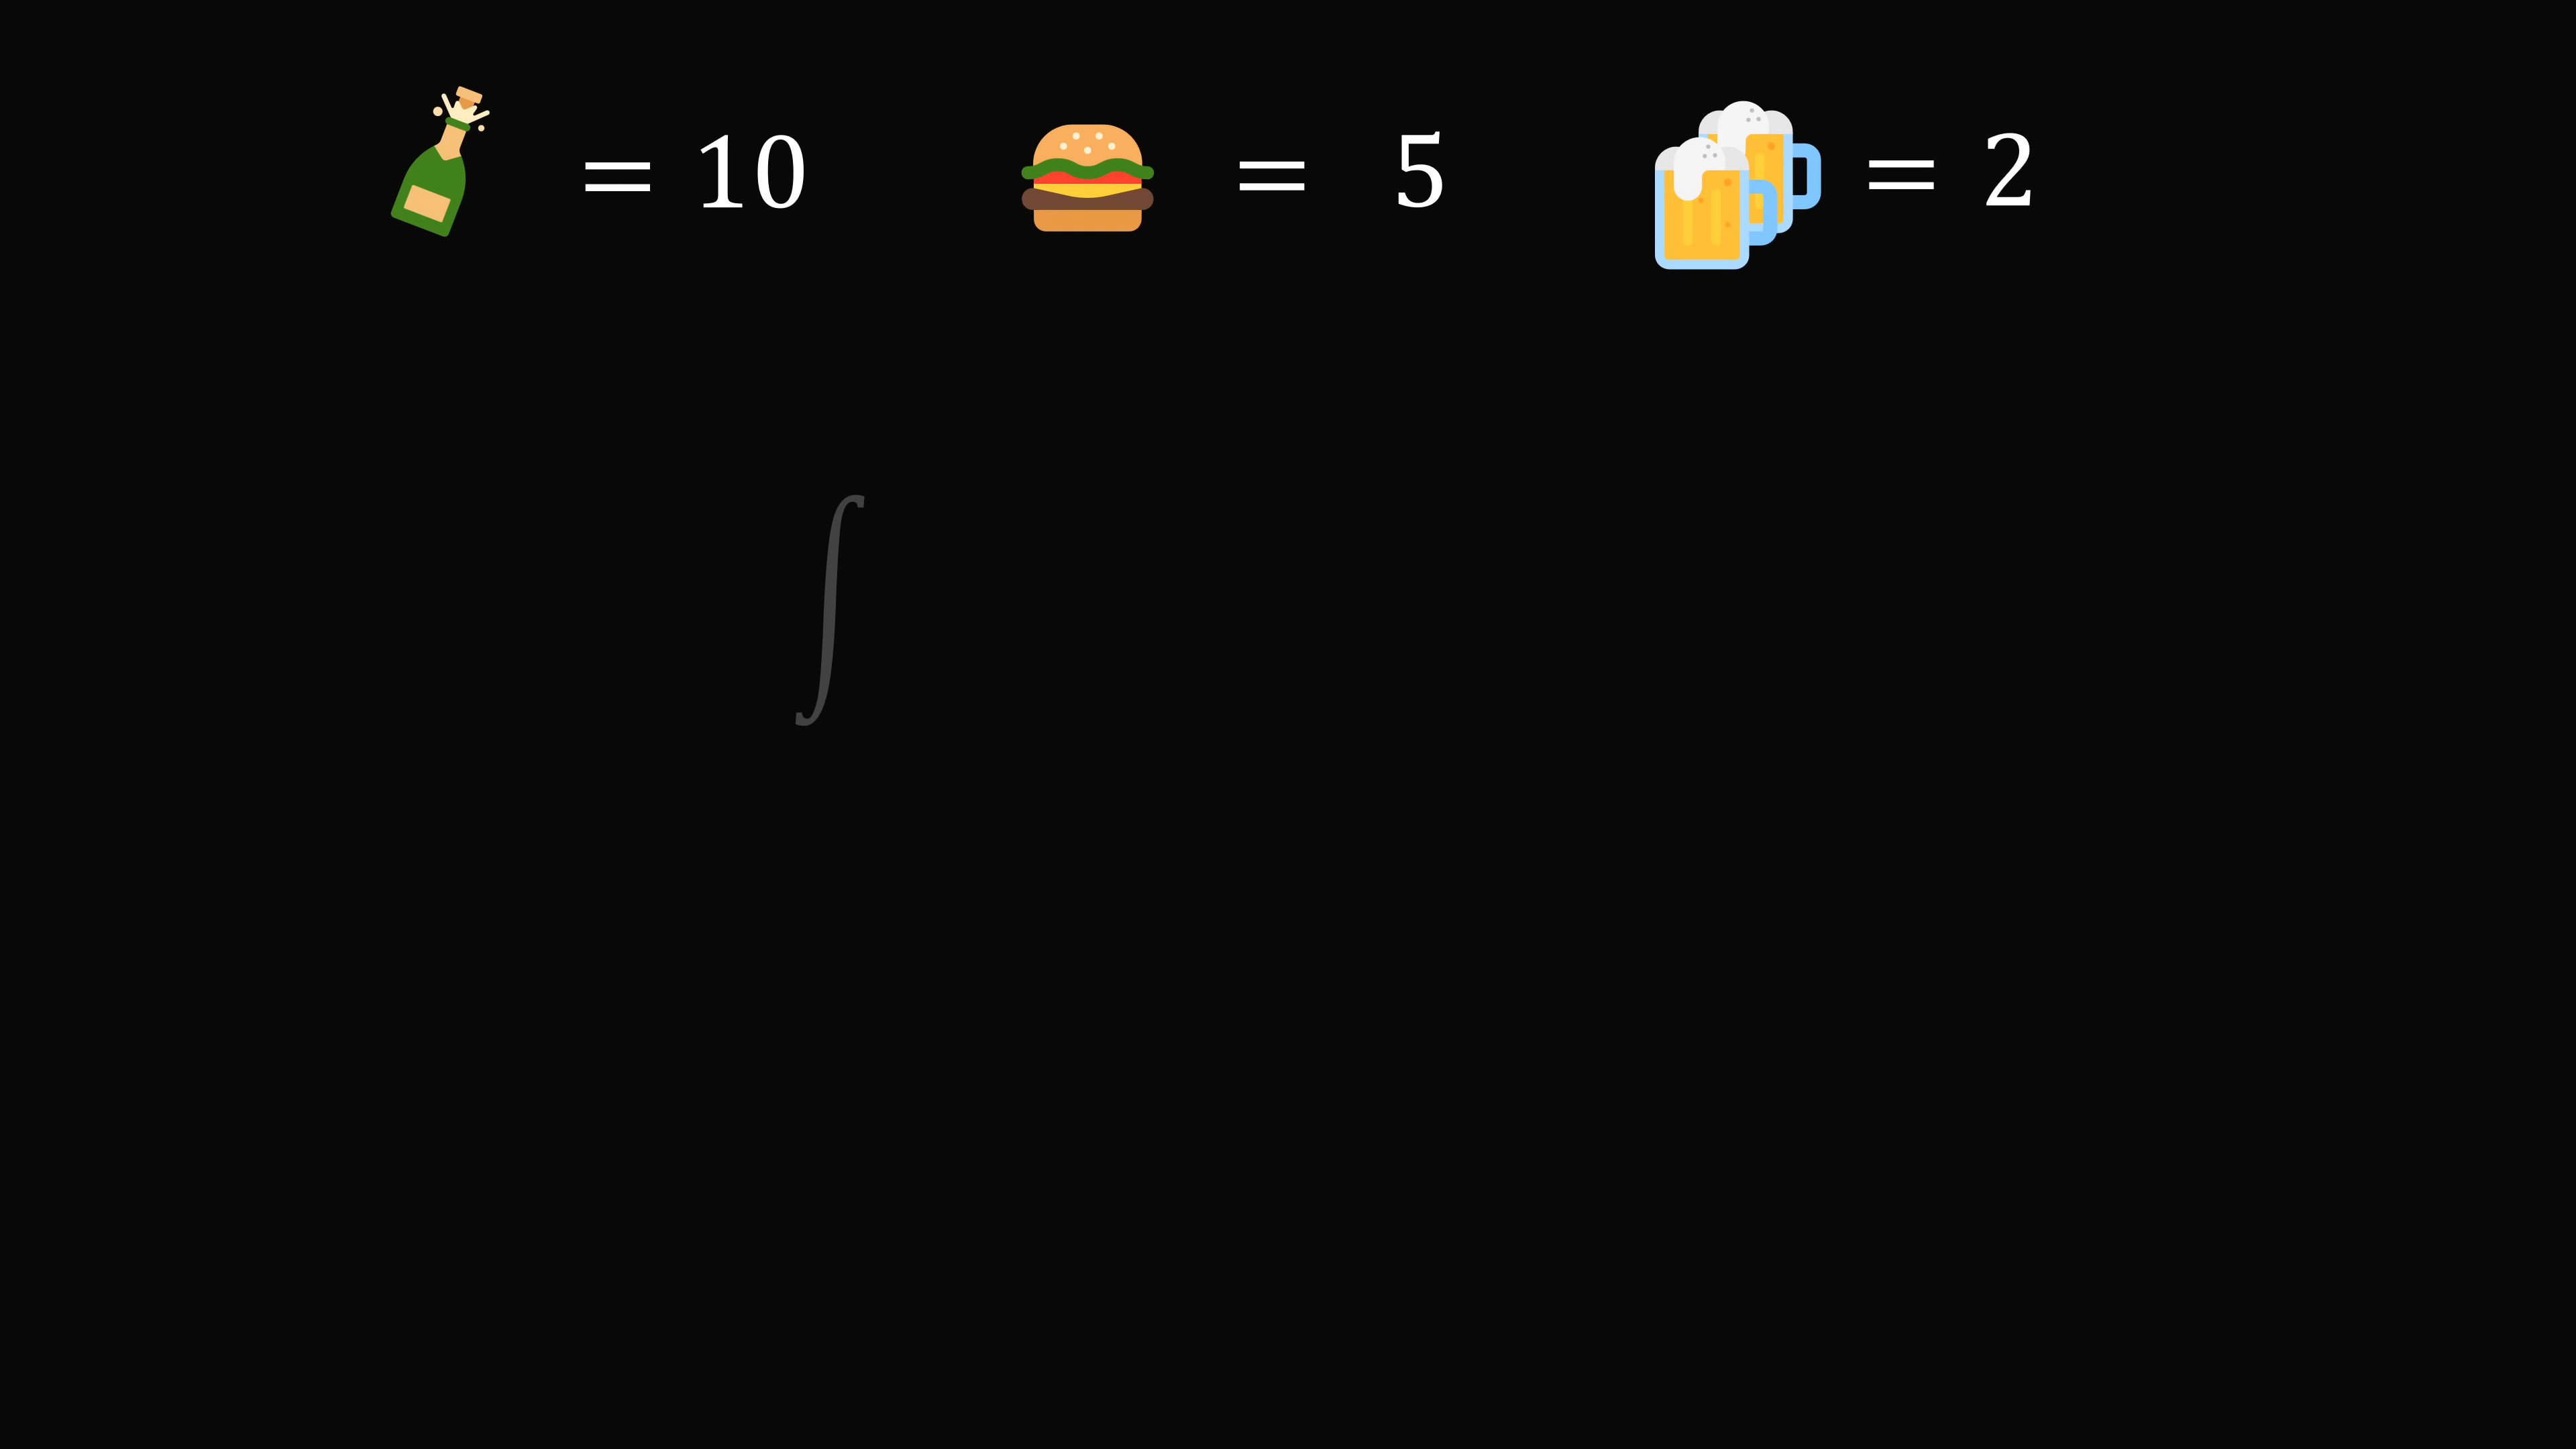 = 10 = 5 = 2
∫